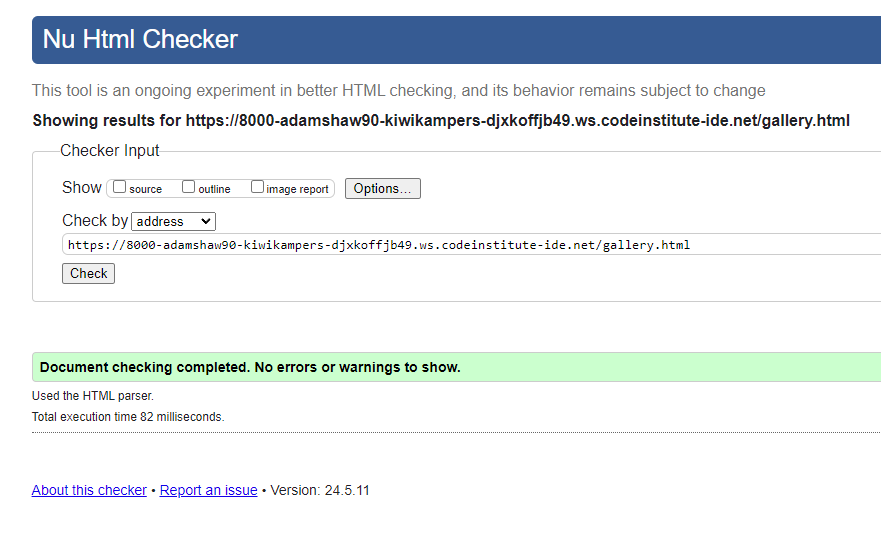 Nu Html Checker
This tool is an ongoing experiment in better HTML checking, and its behavior remains subject to change
Showing results for https://8000-adamshaw90-kiwikampers-djxkoffjb49.ws.codeinstitute-ide.net/gallery.html
Checker Input
Show source outline image report Options...
Check by address
https://8000-adamshaw90-kiwikampers-djxkoffjb49.ws.codeinstitute-ide.net/gallery.html
Check
Document checking completed. No errors or warnings to show.
Used the HTML parser.
Total execution time 82 milliseconds.
About this checker • Report an issue • Version: 24.5.11